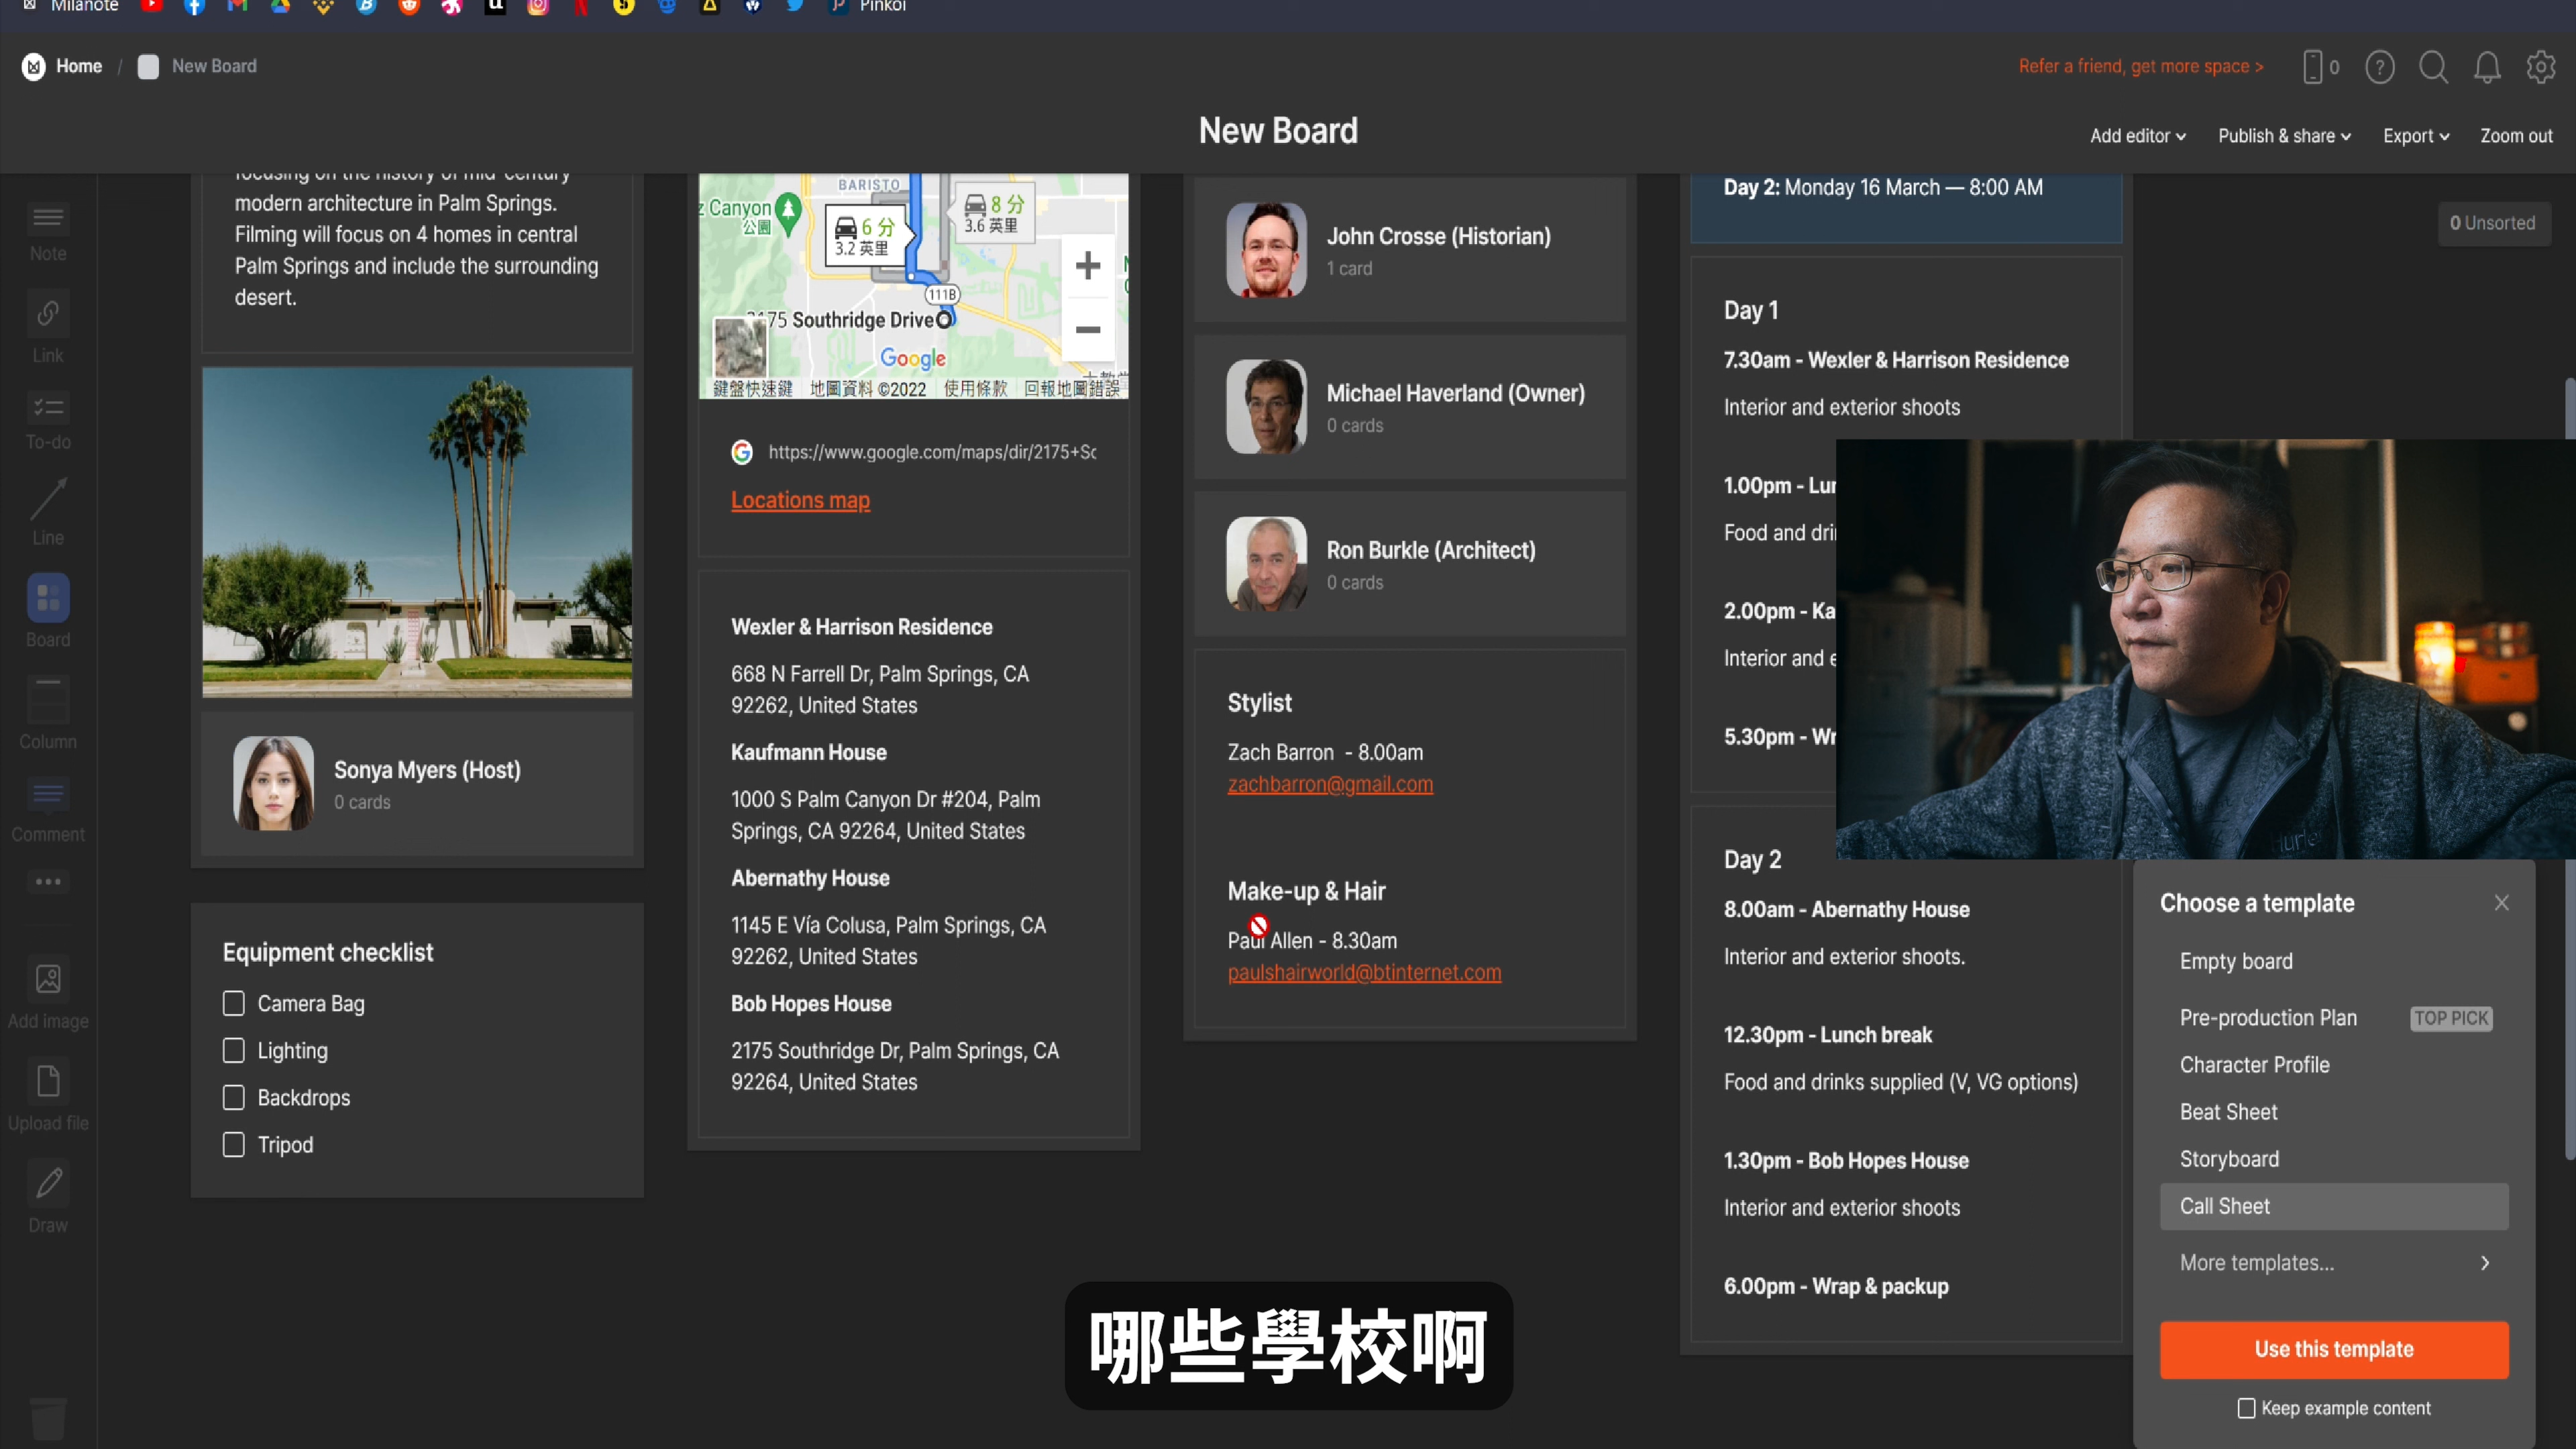 Milanote
Pinkoi
Home / New Board
Refer a friend, get more space >
0
New Board
Add editor
Publish & share
Export
Zoom out
Note
Link
To-do
Line
Board
Column
Comment
Add image
Upload file
Draw
focusing on the history of mid-century
modern architecture in Palm Springs.
Filming will focus on 4 homes in central
Palm Springs and include the surrounding
desert.
Sonya Myers (Host)
0 cards
Equipment checklist
Camera Bag
Lighting
Backdrops
Tripod
BARISTO
Canyon
公園
6 分
3.2 英里
8 分
3.6 英里
111B
Southridge Drive
Google
鍵盤快速鍵 地圖資料 ©2022 使用條款 回報地圖錯誤
https://www.google.com/maps/dir/2175+Sc
Locations map
Wexler & Harrison Residence
668 N Farrell Dr, Palm Springs, CA
92262, United States
Kaufmann House
1000 S Palm Canyon Dr #204, Palm
Springs, CA 92264, United States
Abernathy House
1145 E Vía Colusa, Palm Springs, CA
92262, United States
Bob Hopes House
2175 Southridge Dr, Palm Springs, CA
92264, United States
John Crosse (Historian)
1 card
Michael Haverland (Owner)
0 cards
Ron Burkle (Architect)
0 cards
Stylist
Zach Barron - 8.00am
zachbarron@gmail.com
Make-up & Hair
Paul Allen - 8.30am
paulshairworld@btinternet.com
Day 2: Monday 16 March — 8:00 AM
0 Unsorted
Day 1
7.30am - Wexler & Harrison Residence
Interior and exterior shoots
1.00pm - Lun
Food and dri
2.00pm - Ka
Interior and e
5.30pm - Wr
Day 2
8.00am - Abernathy House
Interior and exterior shoots.
12.30pm - Lunch break
Food and drinks supplied (V, VG options)
1.30pm - Bob Hopes House
Interior and exterior shoots
6.00pm - Wrap & packup
Choose a template
Empty board
Pre-production Plan TOP PICK
Character Profile
Beat Sheet
Storyboard
Call Sheet
More templates...
Use this template
Keep example content
哪些學校啊